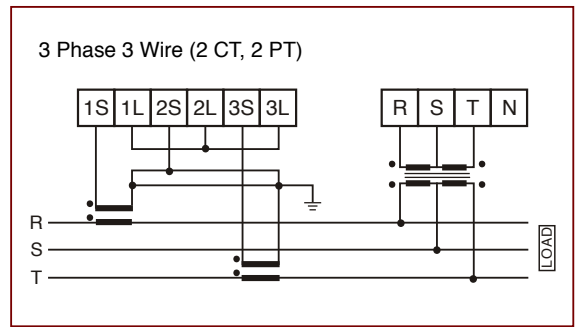 3 Phase 3 Wire (2 CT, 2 PT)
1S 1L 2S 2L 3S 3L
R S T N
R
S
T
LOAD